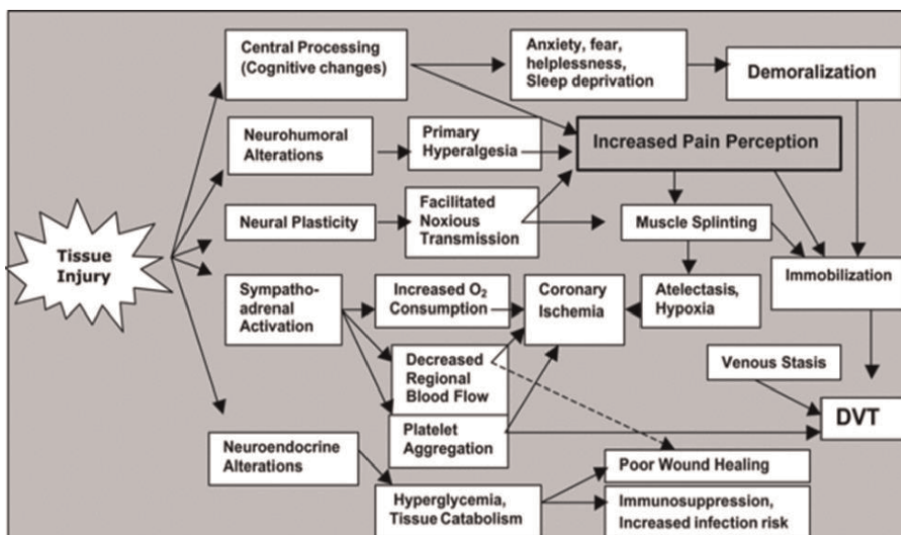 Central Processing
(Cognitive changes)
Anxiety, fear,
helplessness,
Sleep deprivation
Demoralization
Neurohumoral
Alterations
Primary
Hyperalgesia
Increased Pain Perception
Neural Plasticity
Facilitated
Noxious
Transmission
Muscle Splinting
Tissue
Injury
Sympatho-
adrenal
Activation
Increased O₂
Consumption
Coronary
Ischemia
Atelectasis,
Hypoxia
Immobilization
Decreased
Regional
Blood Flow
Venous Stasis
Platelet
Aggregation
DVT
Neuroendocrine
Alterations
Poor Wound Healing
Hyperglycemia,
Tissue Catabolism
Immunosuppression,
Increased infection risk